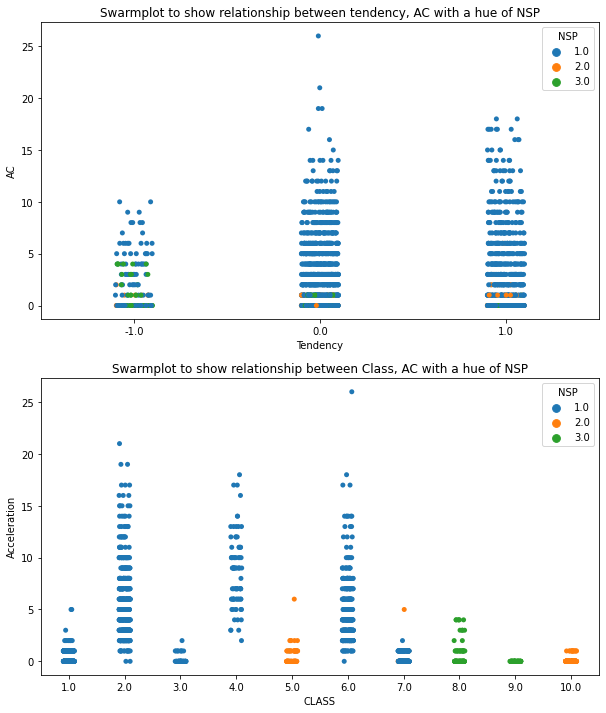 Swarmplot to show relationship between tendency, AC with a hue of NSP
NSP
1.0
2.0
3.0
25
20
15
10
5
0
AC
-1.0 0.0 1.0
Tendency
Swarmplot to show relationship between Class, AC with a hue of NSP
NSP
1.0
2.0
3.0
25
20
15
10
5
0
Acceleration
1.0 2.0 3.0 4.0 5.0 6.0 7.0 8.0 9.0 10.0
CLASS